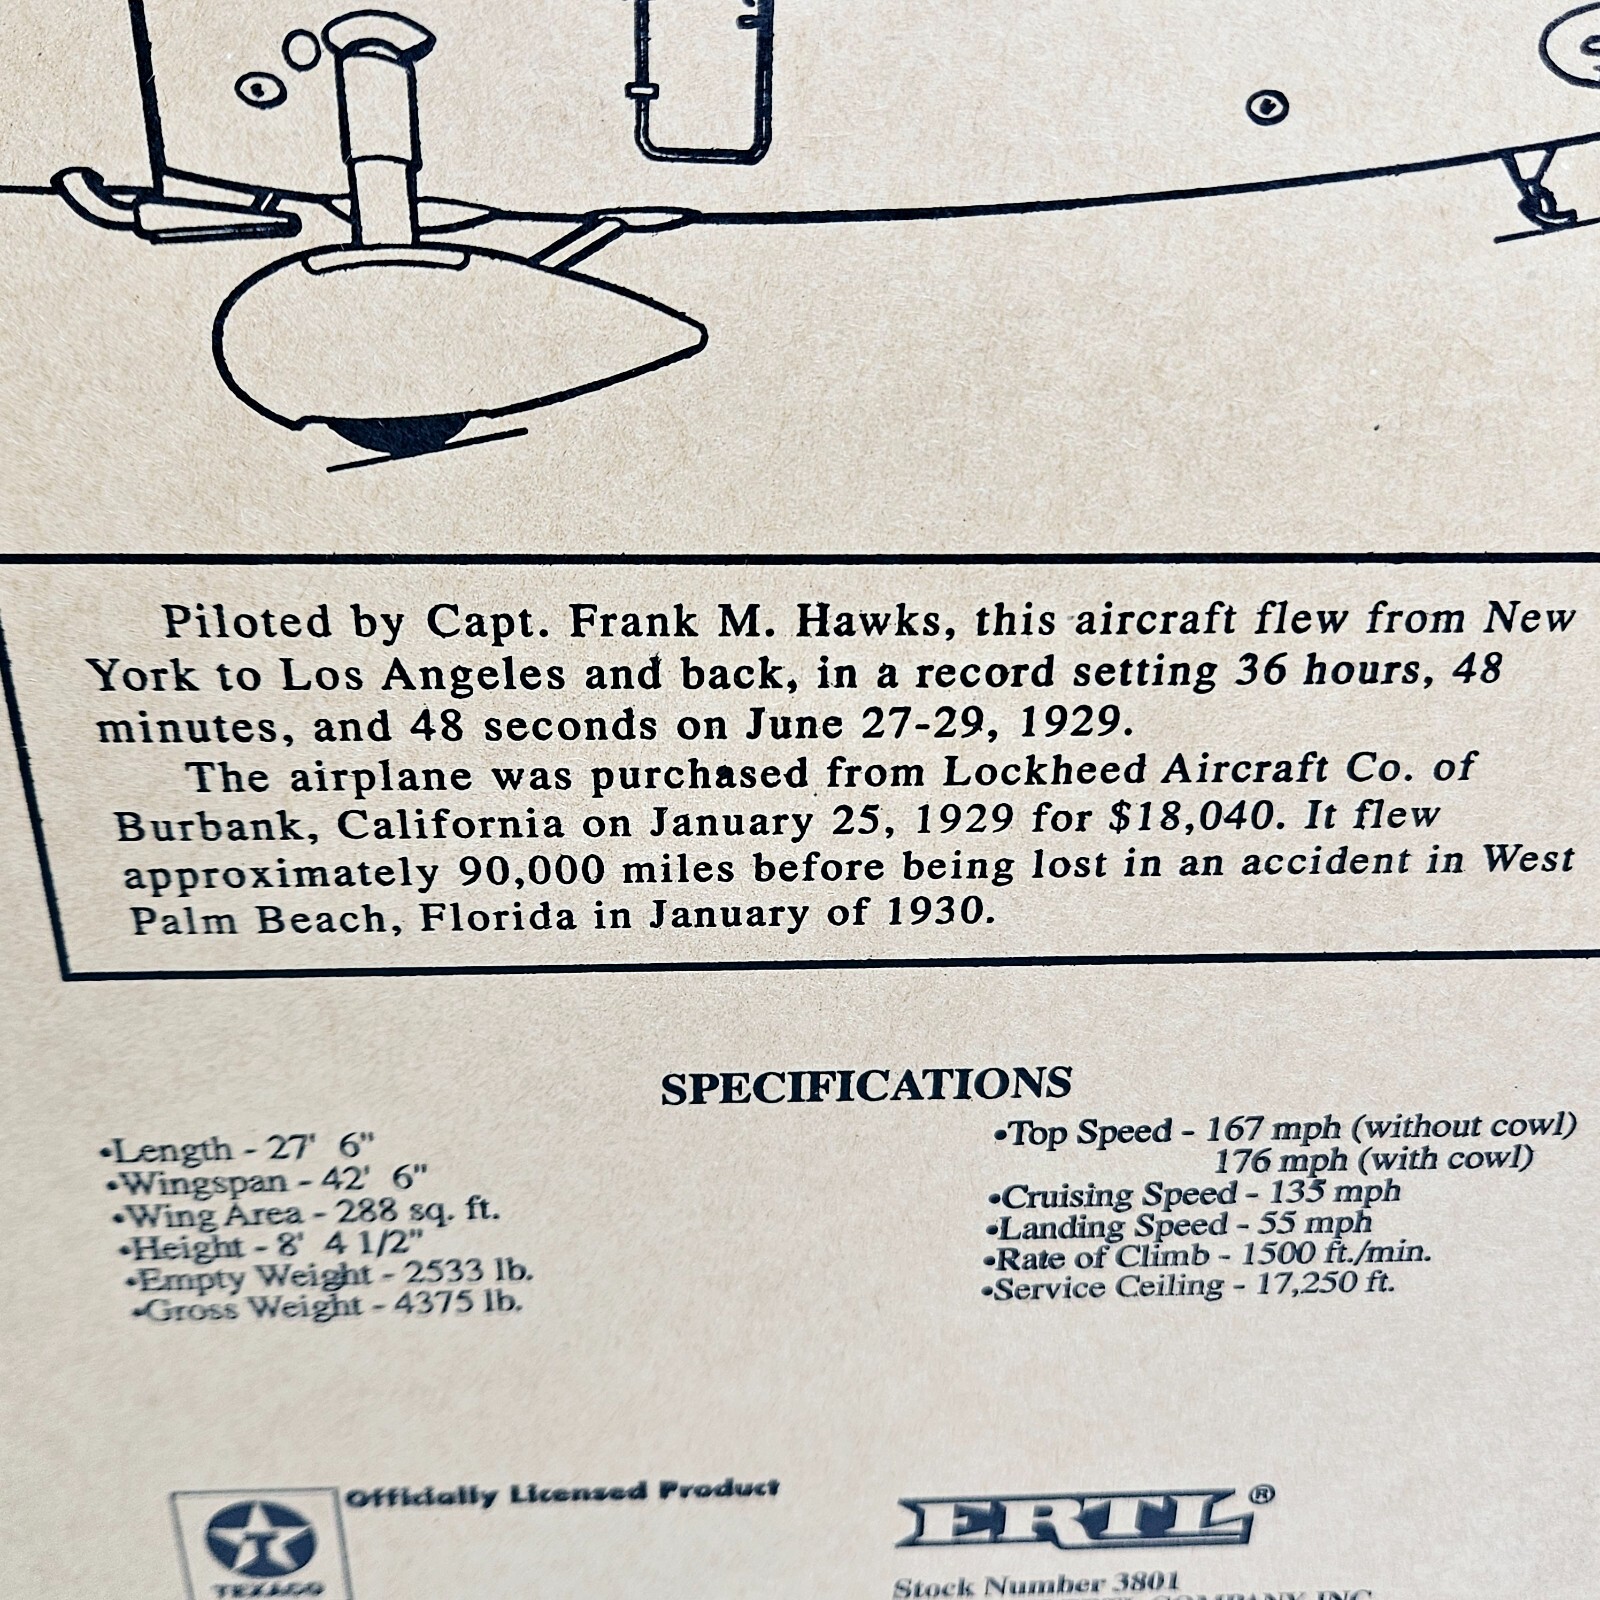 Piloted by Capt. Frank M. Hawks, this aircraft flew from New
York to Los Angeles and back, in a record setting 36 hours, 48
minutes, and 48 seconds on June 27-29, 1929.
The airplane was purchased from Lockheed Aircraft Co. of
Burbank, California on January 25, 1929 for $18,040. It flew
approximately 90,000 miles before being lost in an accident in West
Palm Beach, Florida in January of 1930.
SPECIFICATIONS
•Length - 27' 6"
•Wingspan - 42' 6"
•Wing Area - 288 sq. ft.
•Height - 8' 4 1/2"
•Empty Weight - 2533 lb.
•Gross Weight - 4375 lb.
•Top Speed - 167 mph (without cowl)
176 mph (with cowl)
•Cruising Speed - 135 mph
•Landing Speed - 55 mph
•Rate of Climb - 1500 ft./min.
•Service Ceiling - 17,250 ft.
Officially Licensed Product
T
TEXACO
ERTL®
Stock Number 3801